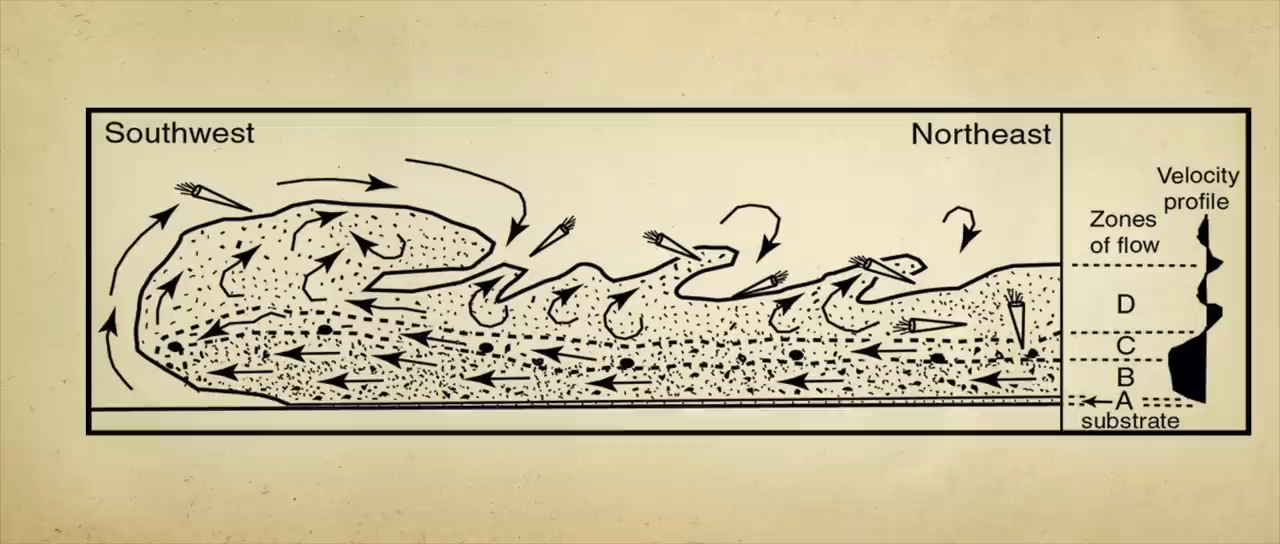 Southwest
Northeast
Velocity
profile
Zones
of flow
D
C
B
A
substrate